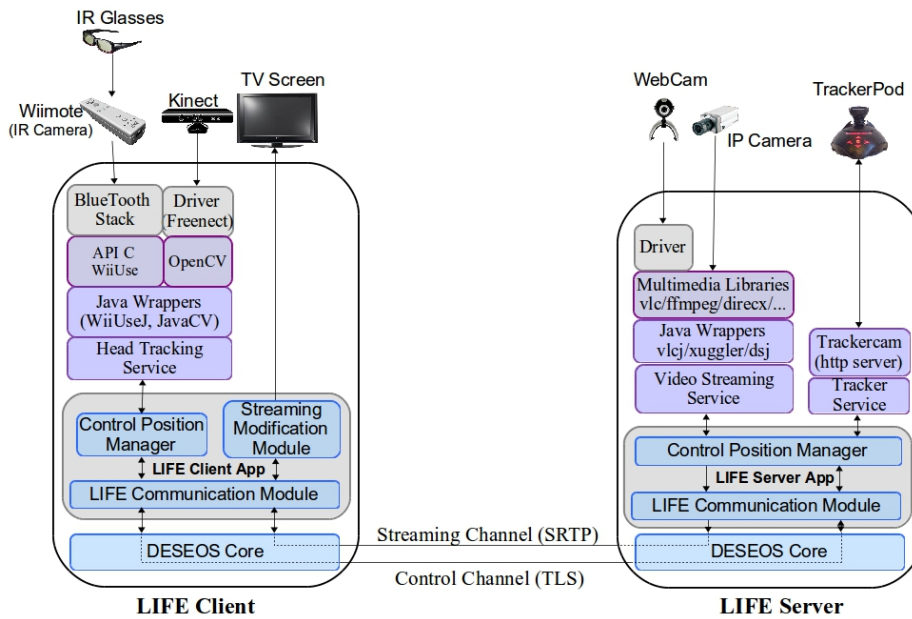 IR Glasses
Wiimote
(IR Camera)
Kinect
TV Screen
BlueTooth
Stack
Driver
(Freenect)
API C
WiiUse
OpenCV
Java Wrappers
(WiiUseJ, JavaCV)
Head Tracking
Service
Control Position
Manager
Streaming
Modification
Module
LIFE Client App
LIFE Communication Module
DESEOS Core
LIFE Client
Streaming Channel (SRTP)
Control Channel (TLS)
WebCam
IP Camera
TrackerPod
Driver
Multimedia Libraries
vlc/ffmpeg/direcx/...
Java Wrappers
vlcj/xuggler/dsj
Video Streaming
Service
Trackercam
(http server)
Tracker
Service
Control Position Manager
LIFE Server App
LIFE Communication Module
DESEOS Core
LIFE Server